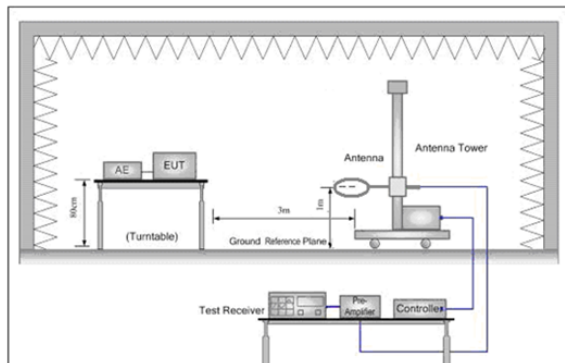 Antenna
Antenna Tower
AE
EUT
80cm
3m
1m
(Turntable)
Ground Reference Plane
Test Receiver
Pre-
Amplifier
Controller